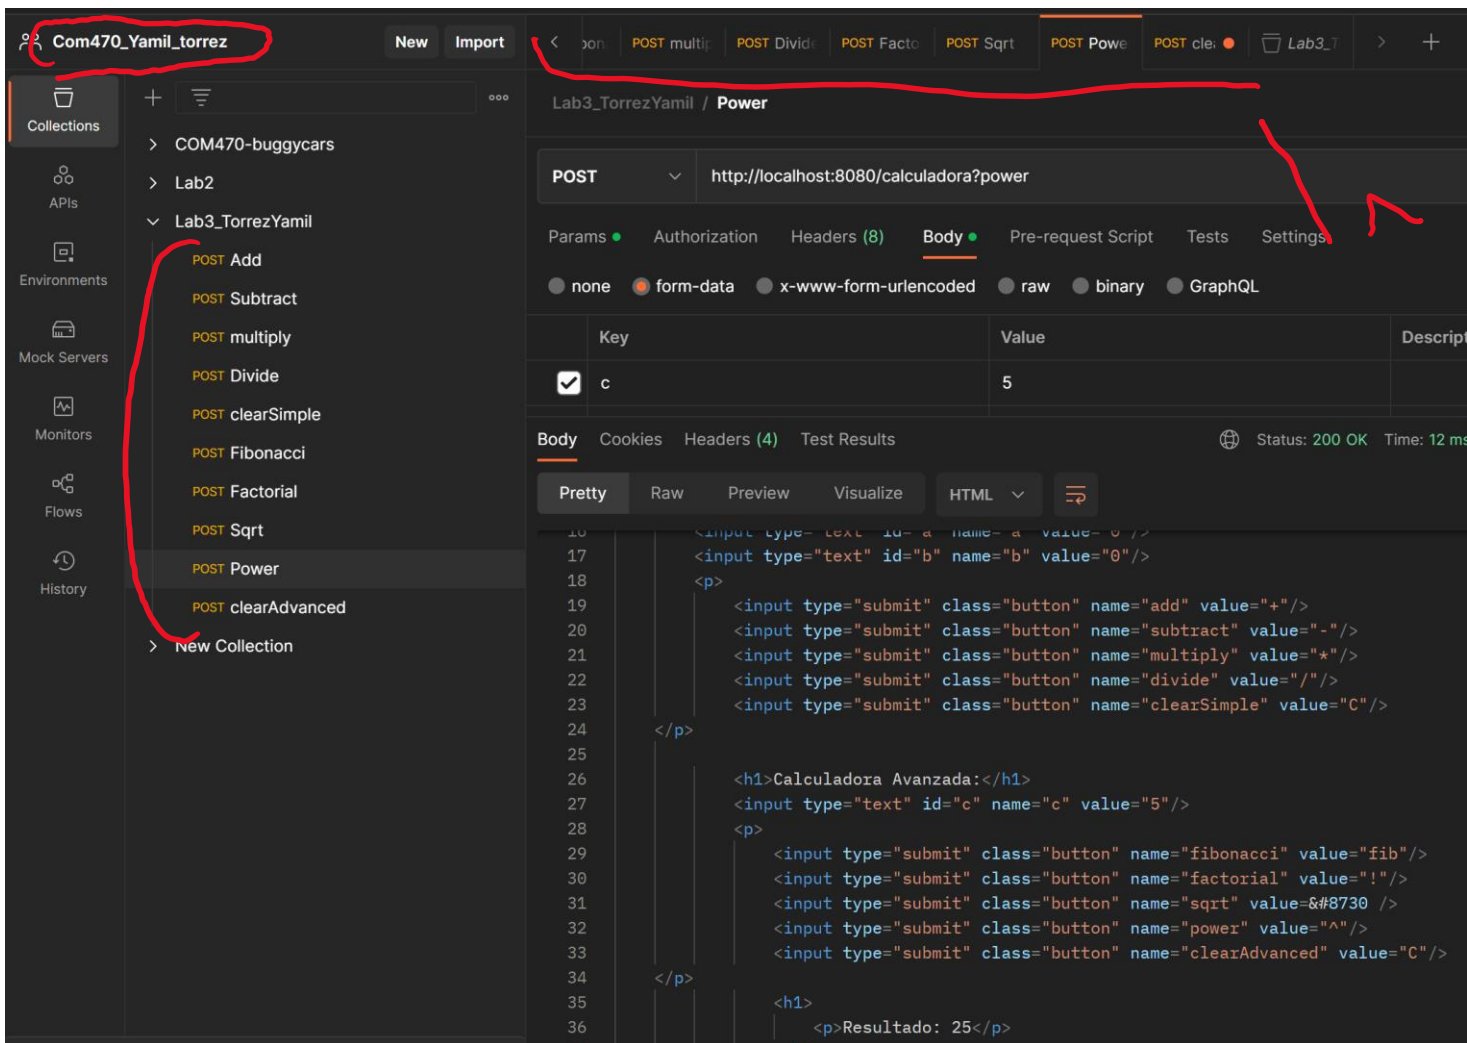 Com470_Yamil_torrez
New
Import
POST multip
POST Divide
POST Facto
POST Sqrt
POST Powe
POST cle
Lab3_T
Collections
APIs
Environments
Mock Servers
Monitors
Flows
History
COM470-buggycars
Lab2
Lab3_TorrezYamil
POST Add
POST Subtract
POST multiply
POST Divide
POST clearSimple
POST Fibonacci
POST Factorial
POST Sqrt
POST Power
POST clearAdvanced
New Collection
Lab3_TorrezYamil / Power
POST http://localhost:8080/calculadora?power
Params Authorization Headers (8) Body Pre-request Script Tests Settings
none form-data x-www-form-urlencoded raw binary GraphQL
Key Value Descript
c 5
Body Cookies Headers (4) Test Results Status: 200 OK Time: 12 ms
Pretty Raw Preview Visualize HTML
16 <input type="text" id="a" name="a" value="0"/>
17 <input type="text" id="b" name="b" value="0"/>
18 <p>
19 <input type="submit" class="button" name="add" value="+"/>
20 <input type="submit" class="button" name="subtract" value="-"/>
21 <input type="submit" class="button" name="multiply" value="*"/>
22 <input type="submit" class="button" name="divide" value="/"/>
23 <input type="submit" class="button" name="clearSimple" value="C"/>
24 </p>
25
26 <h1>Calculadora Avanzada:</h1>
27 <input type="text" id="c" name="c" value="5"/>
28 <p>
29 <input type="submit" class="button" name="fibonacci" value="fib"/>
30 <input type="submit" class="button" name="factorial" value="!"/>
31 <input type="submit" class="button" name="sqrt" value=&#8730 />
32 <input type="submit" class="button" name="power" value="^"/>
33 <input type="submit" class="button" name="clearAdvanced" value="C"/>
34 </p>
35 <h1>
36 <p>Resultado: 25</p>